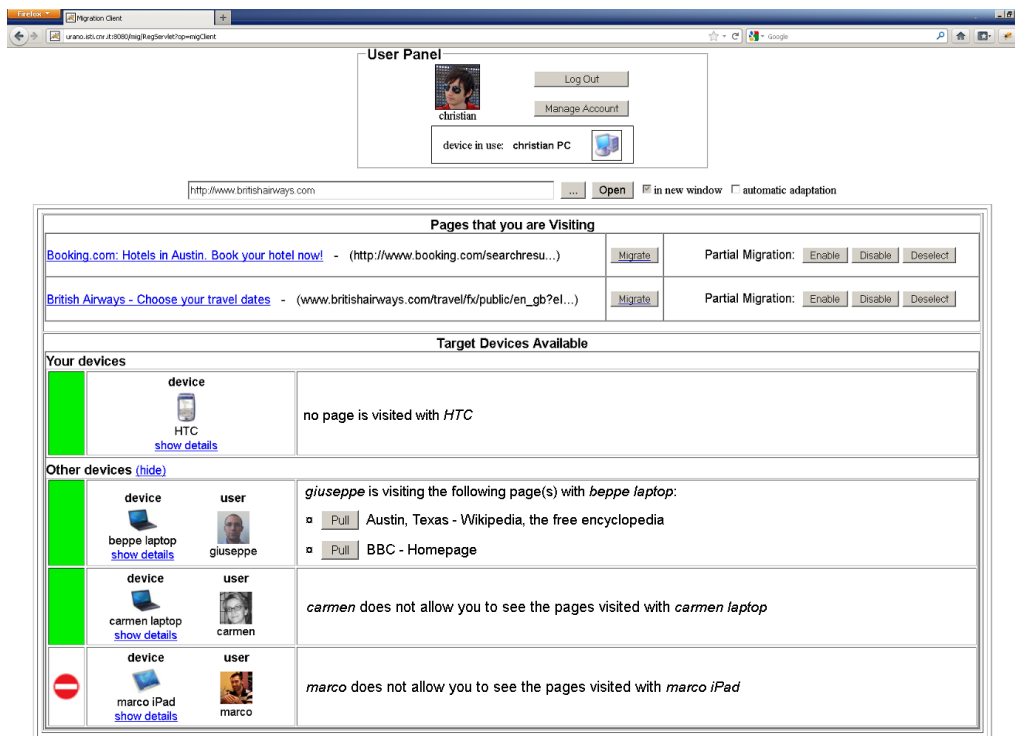 Firefox
Migration Client
+
urano.isti.cnr.it:8080/mig/RegServlet?op=migClient
Google
User Panel
christian
Log Out
Manage Account
device in use: christian PC
http://www.britishairways.com ... Open in new window automatic adaptation
Pages that you are Visiting
Booking.com: Hotels in Austin. Book your hotel now! - (http://www.booking.com/searchresu...) Migrate Partial Migration: Enable Disable Deselect
British Airways - Choose your travel dates - (www.britishairways.com/travel/fx/public/en_gb?eI...) Migrate Partial Migration: Enable Disable Deselect
Target Devices Available
Your devices
device
HTC
show details
no page is visited with HTC
Other devices (hide)
device user
beppe laptop giuseppe
show details
giuseppe is visiting the following page(s) with beppe laptop:
¤ Pull Austin, Texas - Wikipedia, the free encyclopedia
¤ Pull BBC - Homepage
device user
carmen laptop carmen
show details
carmen does not allow you to see the pages visited with carmen laptop
device user
marco iPad marco
show details
marco does not allow you to see the pages visited with marco iPad